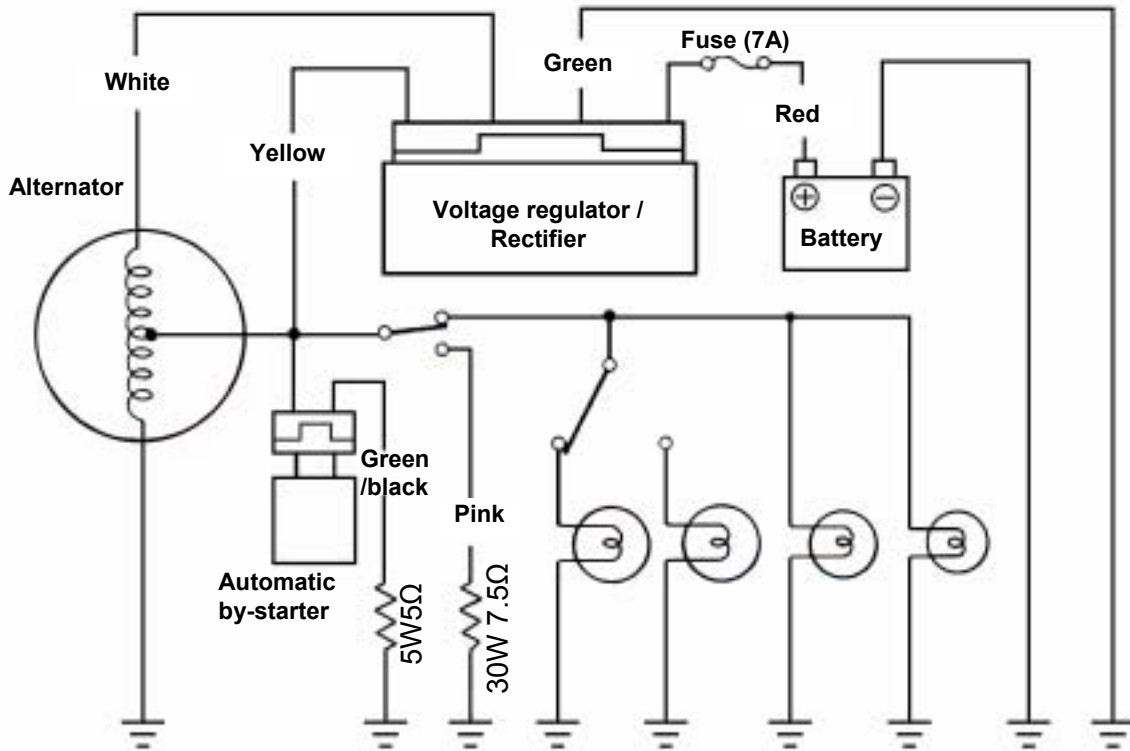 Fuse (7A)
White
Green
Red
Yellow
Alternator
Voltage regulator /
Rectifier
Battery
Green
/black
Pink
Automatic
by-starter
5W5Ω
30W 7.5Ω